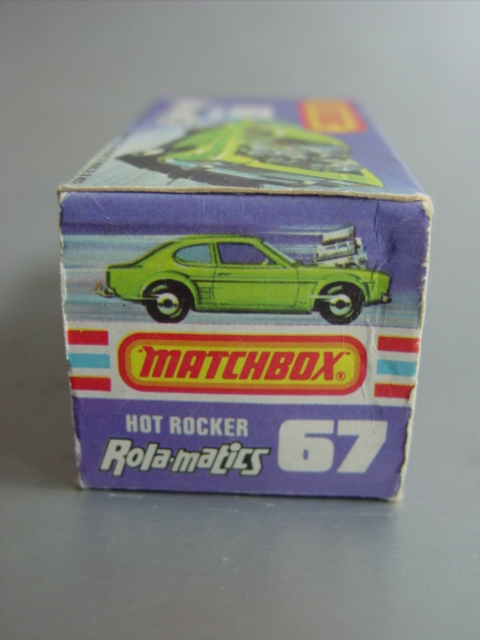 MATCHBOX®
HOT ROCKER
Rola-matics
67